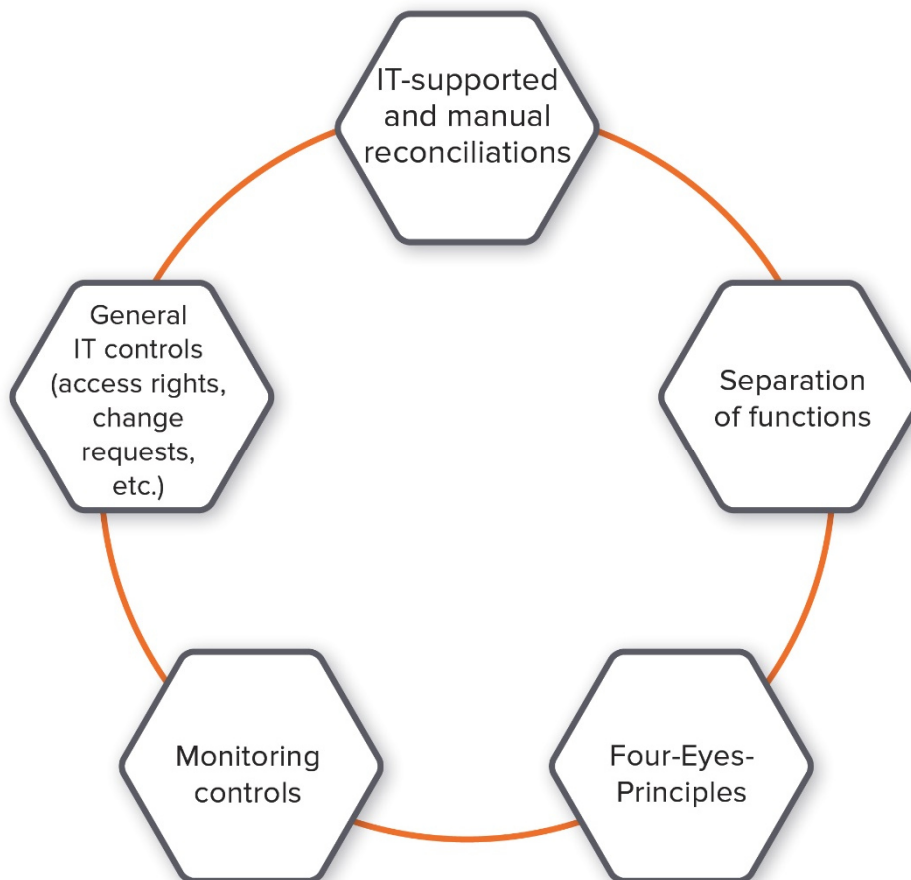 IT-supported
and manual
reconciliations
Separation
of functions
Four-Eyes-
Principles
Monitoring
controls
General
IT controls
(access rights,
change
requests,
etc.)